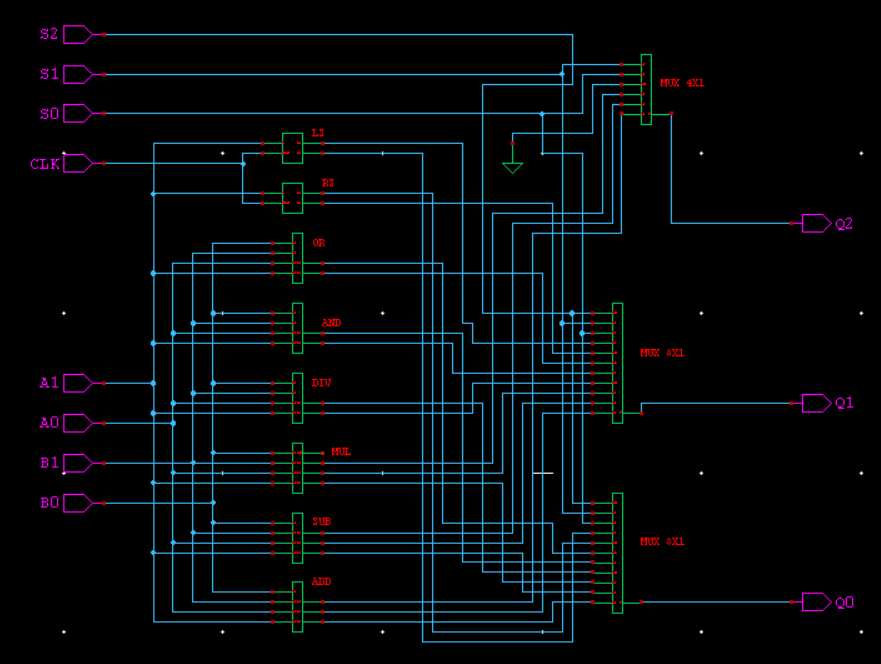 S2
S1
S0
CLK
A1
A0
B1
B0
LS
RS
OR
AND
DIV
MUL
SUB
ADD
MUX 4X1
MUX 8X1
MUX 8X1
Q2
Q1
Q0